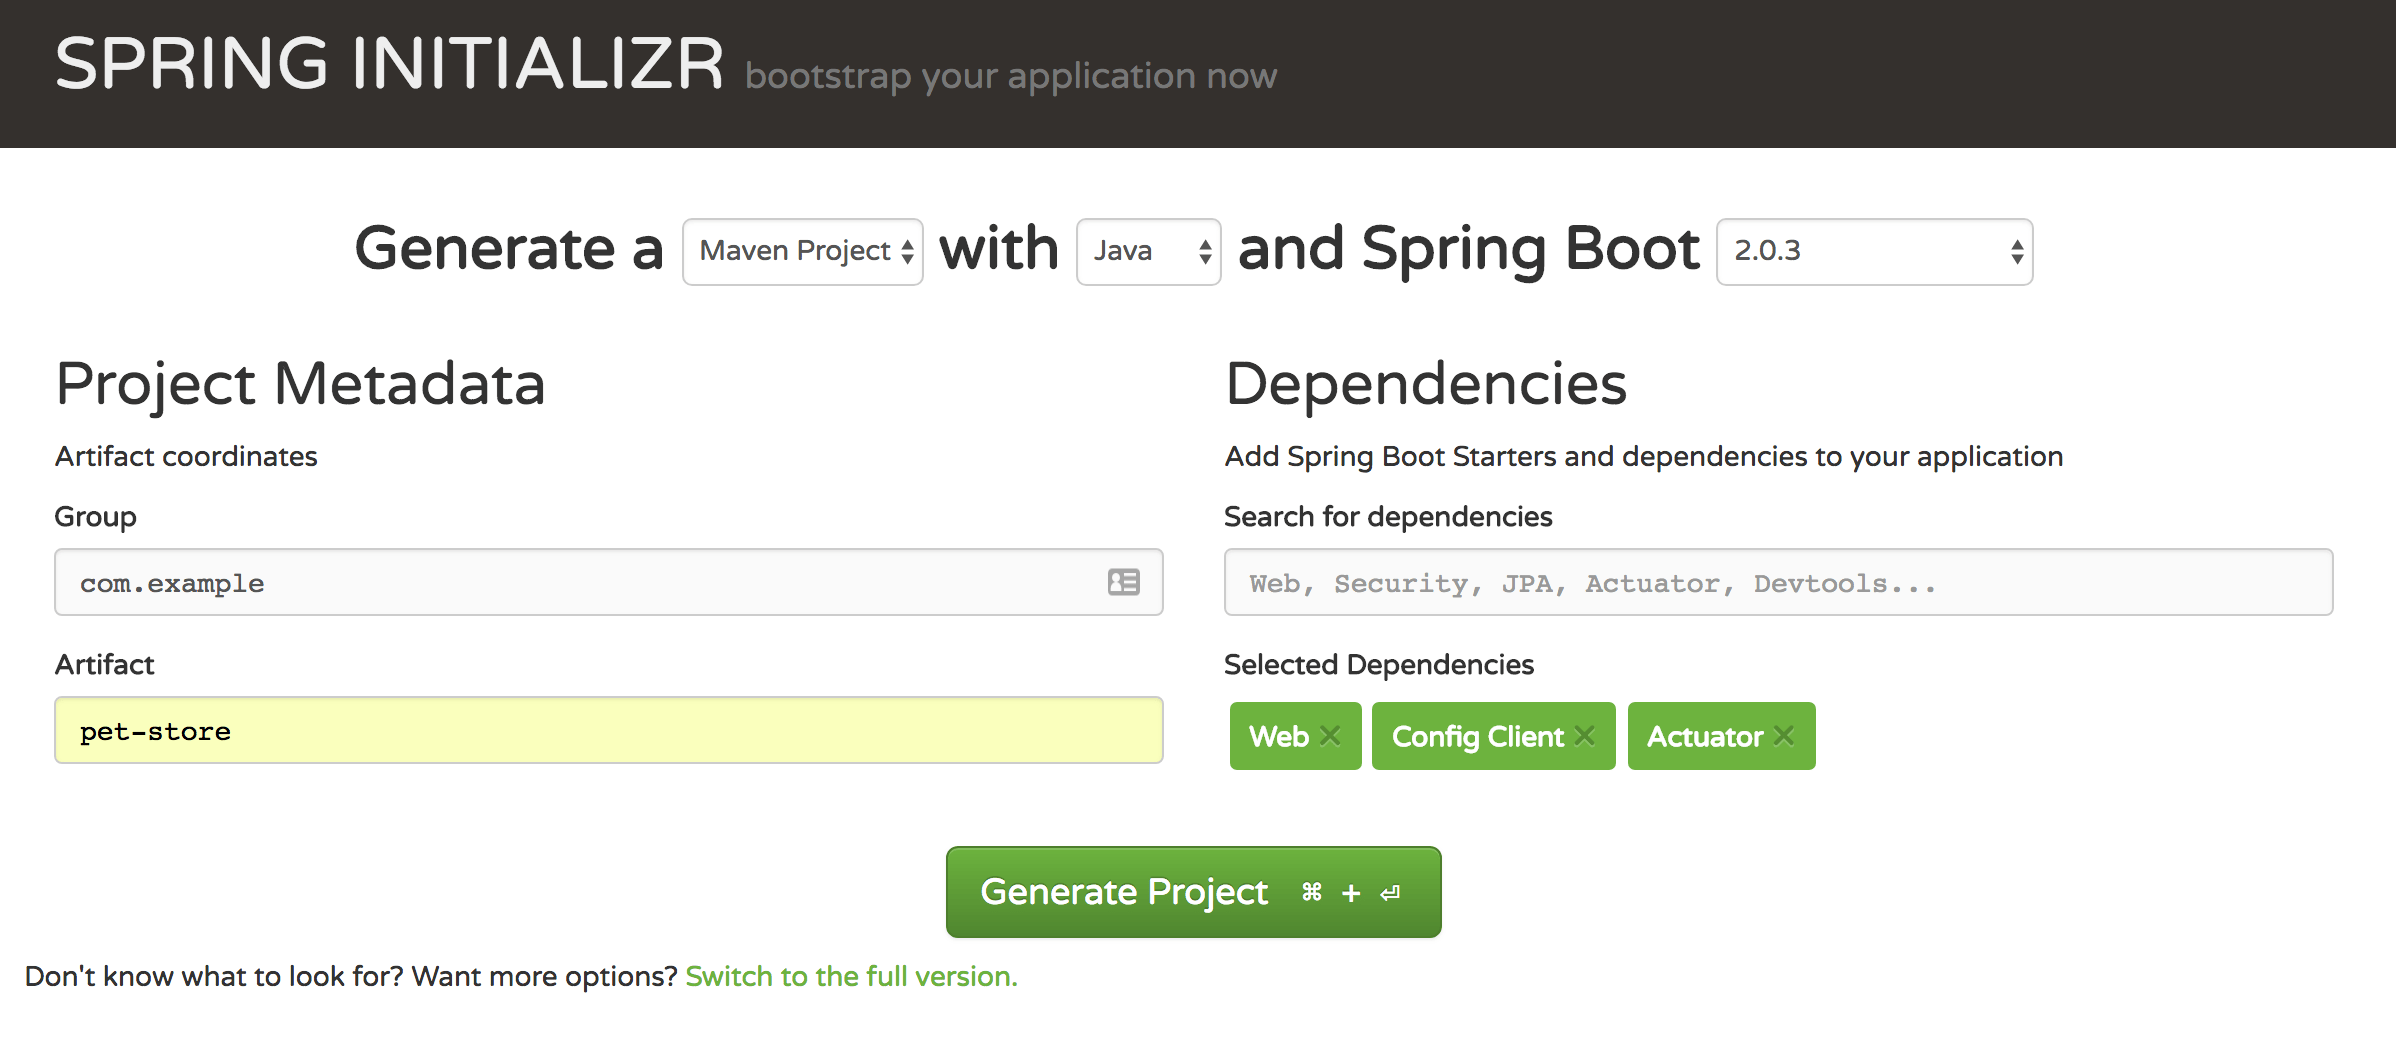 SPRING INITIALIZR bootstrap your application now
Generate a Maven Project with Java and Spring Boot 2.0.3
Project Metadata
Artifact coordinates
Group
com.example
Artifact
pet-store
Dependencies
Add Spring Boot Starters and dependencies to your application
Search for dependencies
Web, Security, JPA, Actuator, Devtools...
Selected Dependencies
Web × Config Client × Actuator ×
Generate Project ⌘ + ⏎
Don't know what to look for? Want more options? Switch to the full version.